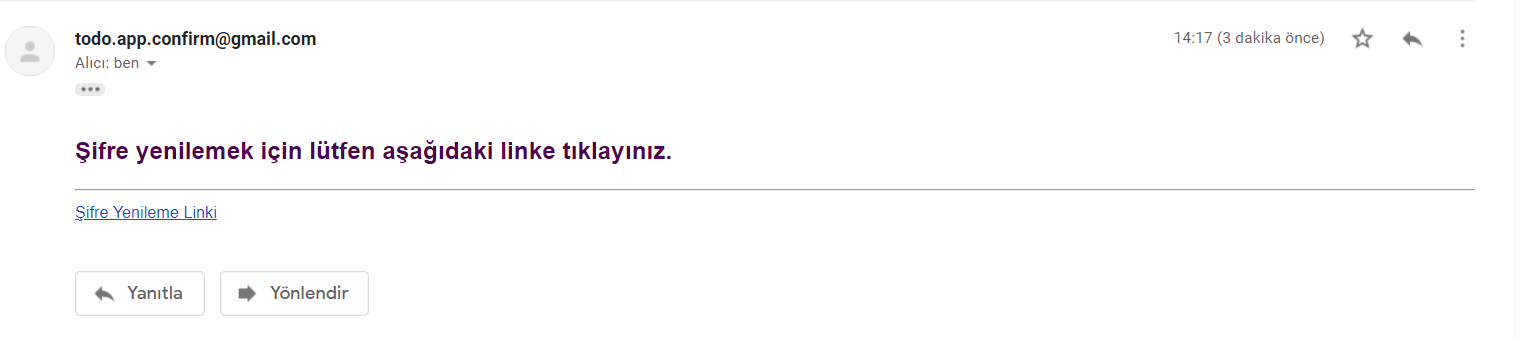 todo.app.confirm@gmail.com
14:17 (3 dakika önce)
Alıcı: ben
Şifre yenilemek için lütfen aşağıdaki linke tıklayınız.
Şifre Yenileme Linki
Yanıtla
Yönlendir